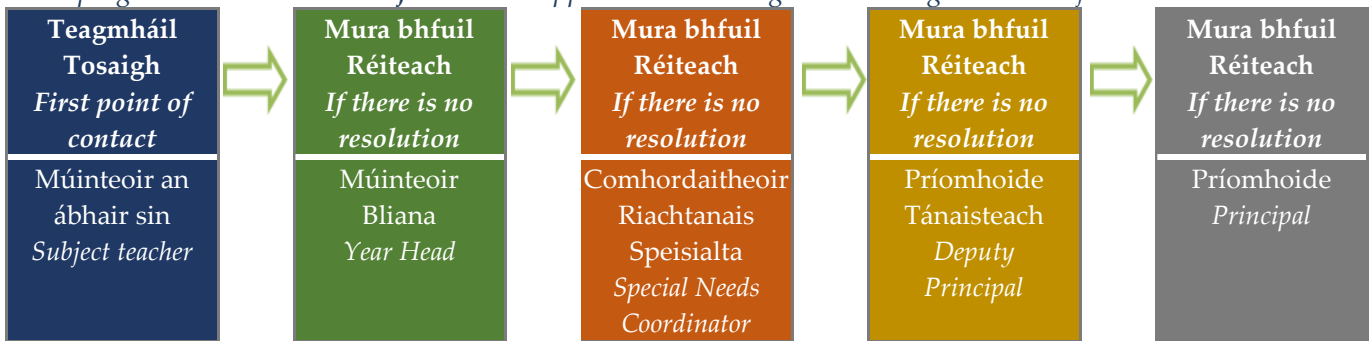 Teagmháil
Tosaigh
First point of
contact
Múinteoir an
ábhair sin
Subject teacher
Mura bhfuil
Réiteach
If there is no
resolution
Múinteoir
Bliana
Year Head
Mura bhfuil
Réiteach
If there is no
resolution
Comhordaitheoir
Riachtanais
Speisialta
Special Needs
Coordinator
Mura bhfuil
Réiteach
If there is no
resolution
Príomhoide
Tánaisteach
Deputy
Principal
Mura bhfuil
Réiteach
If there is no
resolution
Príomhoide
Principal